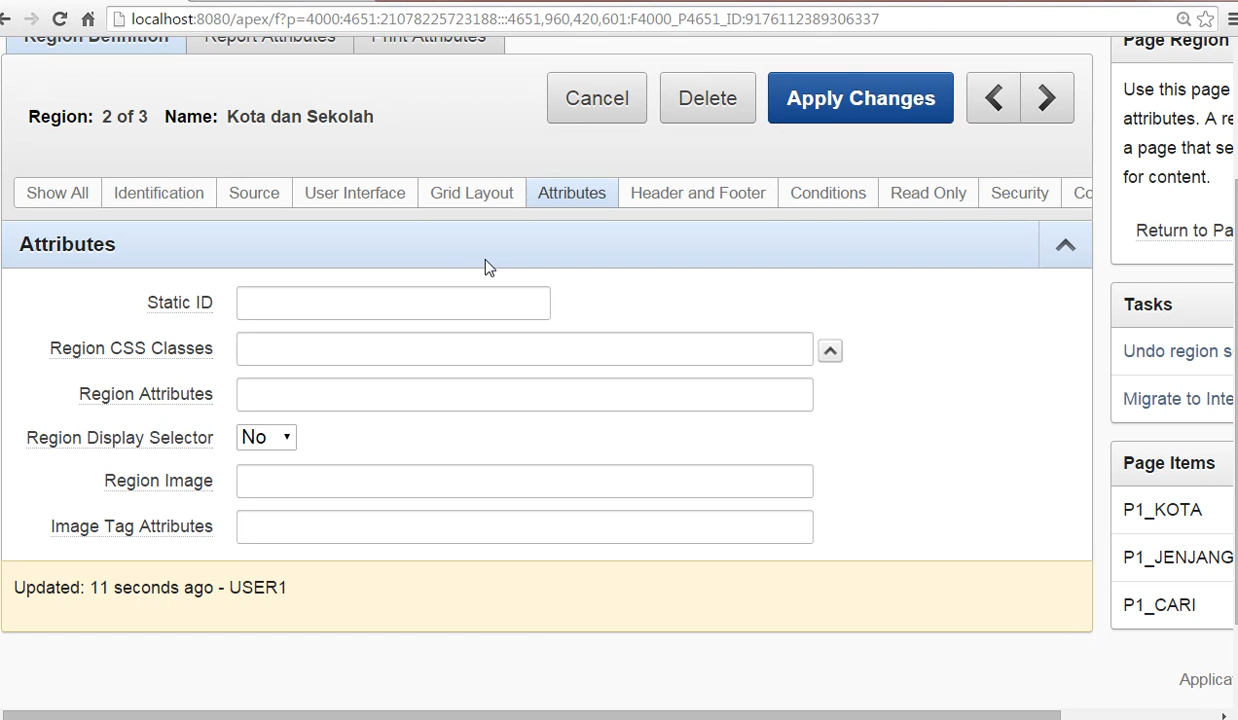 localhost:8080/apex/f?p=4000:4651:21078225723188:::4651,960,420,601:F4000_P4651_ID:9176112389306337
Region Definition Report Attributes Print Attributes
Page Region
Region: 2 of 3 Name: Kota dan Sekolah
Cancel Delete Apply Changes
Use this page
attributes. A re
a page that se
for content.
Return to Pa
Show All Identification Source User Interface Grid Layout Attributes Header and Footer Conditions Read Only Security Co
Attributes
Static ID
Region CSS Classes
Region Attributes
Region Display Selector No
Region Image
Image Tag Attributes
Updated: 11 seconds ago - USER1
Tasks
Undo region s
Migrate to Inte
Page Items
P1_KOTA
P1_JENJANG
P1_CARI
Applica